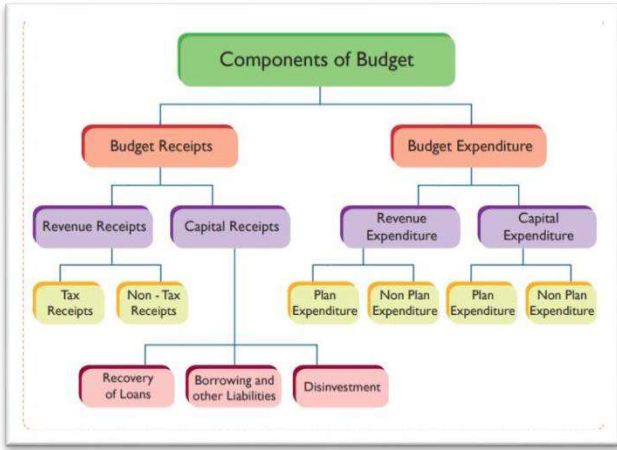 Components of Budget
Budget Receipts
Budget Expenditure
Revenue Receipts
Capital Receipts
Revenue
Expenditure
Capital
Expenditure
Tax
Receipts
Non - Tax
Receipts
Plan
Expenditure
Non Plan
Expenditure
Plan
Expenditure
Non Plan
Expenditure
Recovery
of Loans
Borrowing and
other Liabilities
Disinvestment